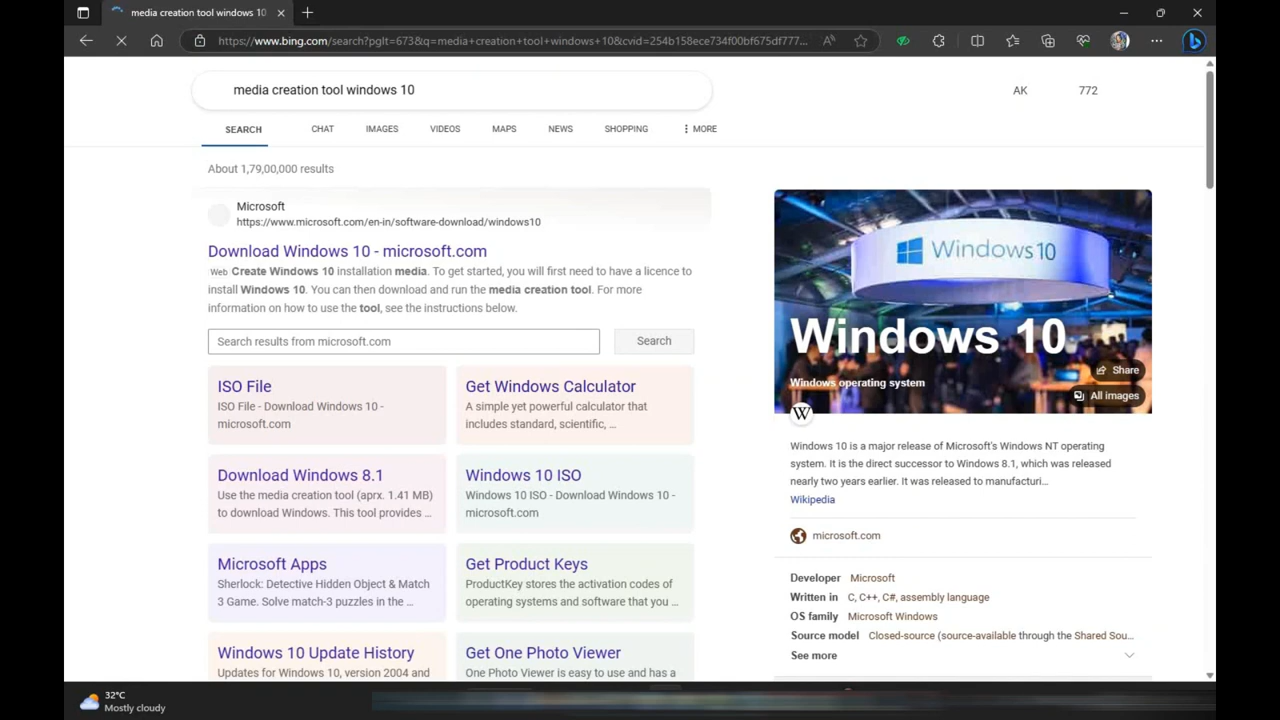 media creation tool windows 10
https://www.bing.com/search?pglt=673&q=media+creation+tool+windows+10&cvid=254b158ece734f00bf675df777...
media creation tool windows 10
AK
772
SEARCH
CHAT
IMAGES
VIDEOS
MAPS
NEWS
SHOPPING
MORE
About 1,79,00,000 results
Microsoft
https://www.microsoft.com/en-in/software-download/windows10
Download Windows 10 - microsoft.com
Web Create Windows 10 installation media. To get started, you will first need to have a licence to
install Windows 10. You can then download and run the media creation tool. For more
information on how to use the tool, see the instructions below.
Search results from microsoft.com
Search
ISO File
ISO File - Download Windows 10 -
microsoft.com
Get Windows Calculator
A simple yet powerful calculator that
includes standard, scientific, ...
Download Windows 8.1
Use the media creation tool (aprx. 1.41 MB)
to download Windows. This tool provides ...
Windows 10 ISO
Windows 10 ISO - Download Windows 10 -
microsoft.com
Microsoft Apps
Sherlock: Detective Hidden Object & Match
3 Game. Solve match-3 puzzles in the ...
Get Product Keys
ProductKey stores the activation codes of
operating systems and software that you ...
Windows 10 Update History
Updates for Windows 10, version 2004 and
Get One Photo Viewer
One Photo Viewer is easy to use and has a
Windows 10
Windows 10
Windows operating system
Share
All images
W
Windows 10 is a major release of Microsoft's Windows NT operating
system. It is the direct successor to Windows 8.1, which was released
nearly two years earlier. It was released to manufacturi...
Wikipedia
microsoft.com
Developer Microsoft
Written in C, C++, C#, assembly language
OS family Microsoft Windows
Source model Closed-source (source-available through the Shared Sou...
See more
32°C
Mostly cloudy